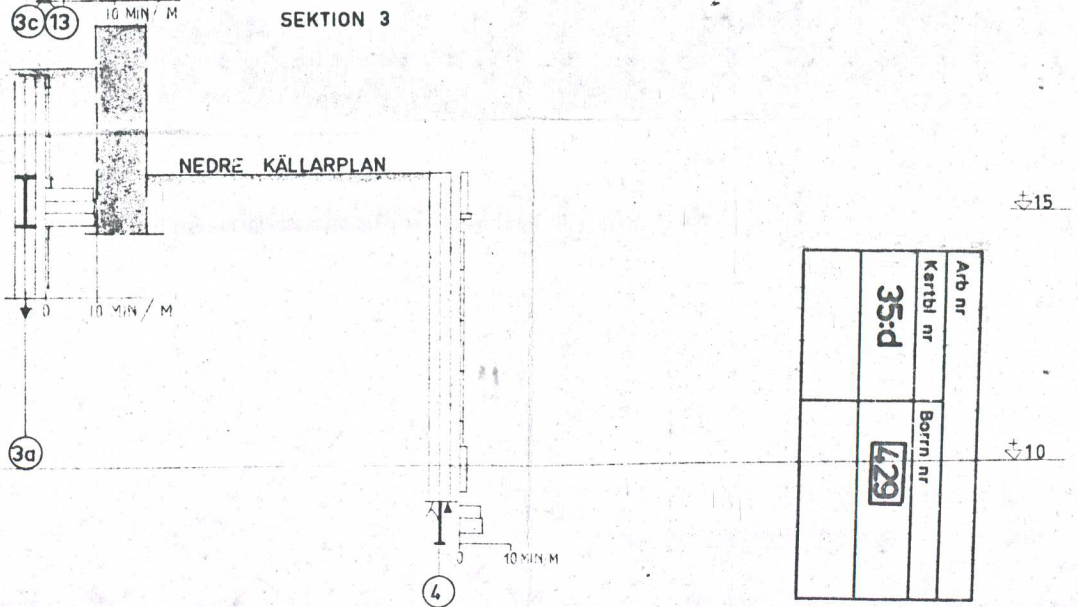 3c 13
10 MIN / M
SEKTION 3
NEDRE KÄLLARPLAN
+15
0 10 MIN / M
Arb nr
Kartbl nr
Borrn nr
35:d
429
3a
+10
0 10 MIN/M
4